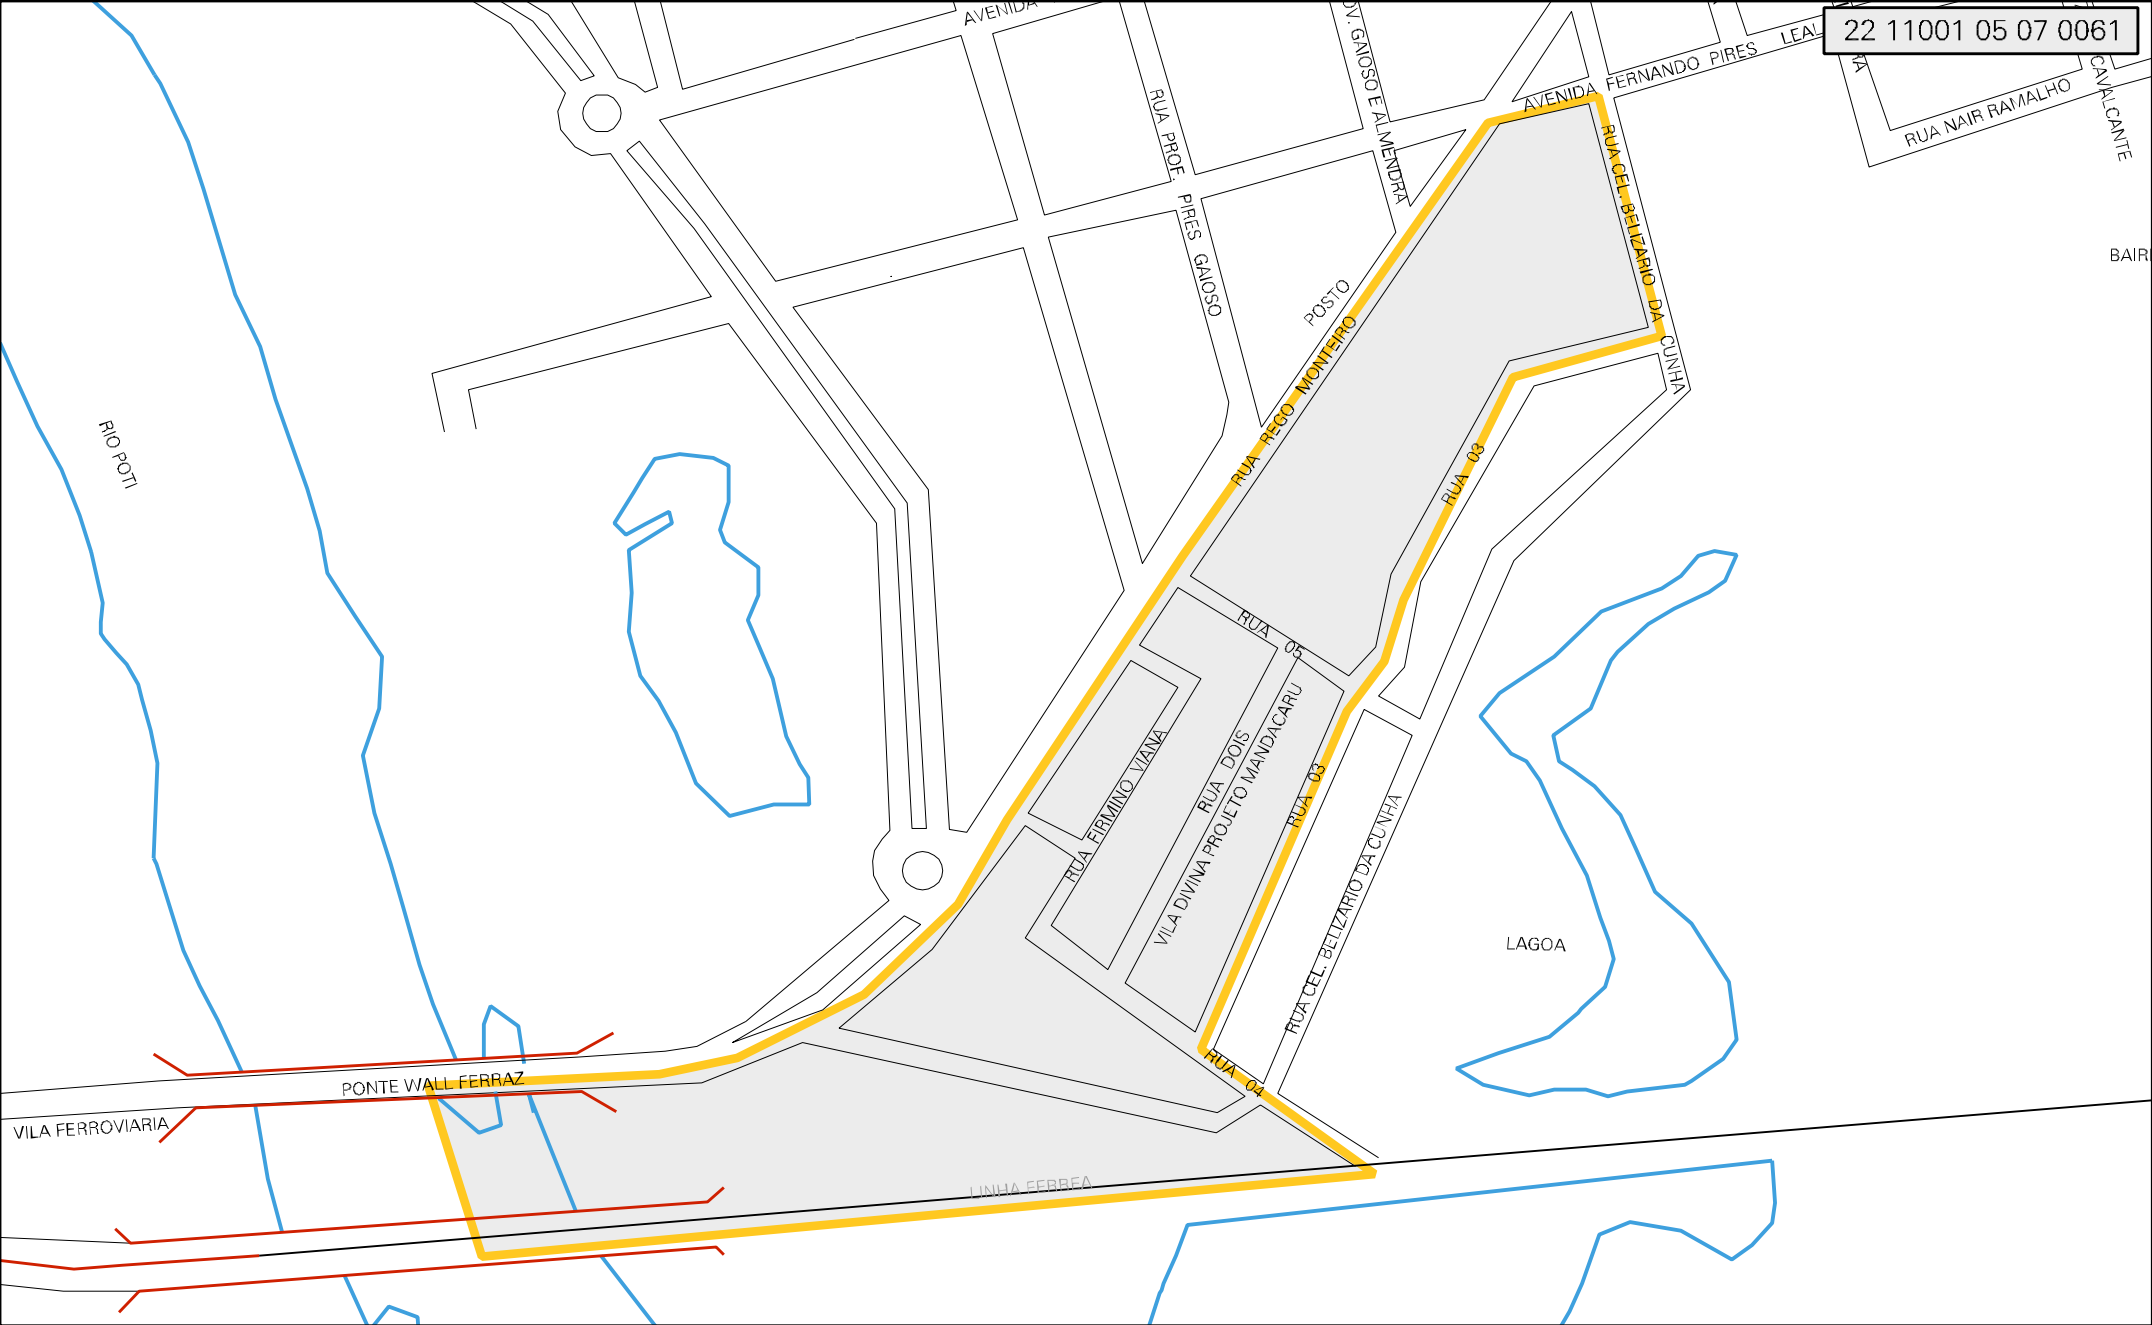 AVENIDA
22 11001 05 07 0061
AVENIDA FERNANDO PIRES LEAL
GAIOSO E ALMENDRA
RUA PROF. PIRES GAIOSO
CAVALCANTE
RUA NAIR RAMALHO
RUA CEL. BELIZARIO DA CUNHA
POSTO
RUA REGO MONTEIRO
RIO POTI
RUA 03
RUA 05
RUA FIRMINO VIANA
RUA DOIS
VILA DIVINA PROJETO MANDACARU
RUA 03
RUA CEL. BELIZARIO DA CUNHA
LAGOA
RUA 04
PONTE WALL FERRAZ
VILA FERROVIARIA
LINHA FERREA